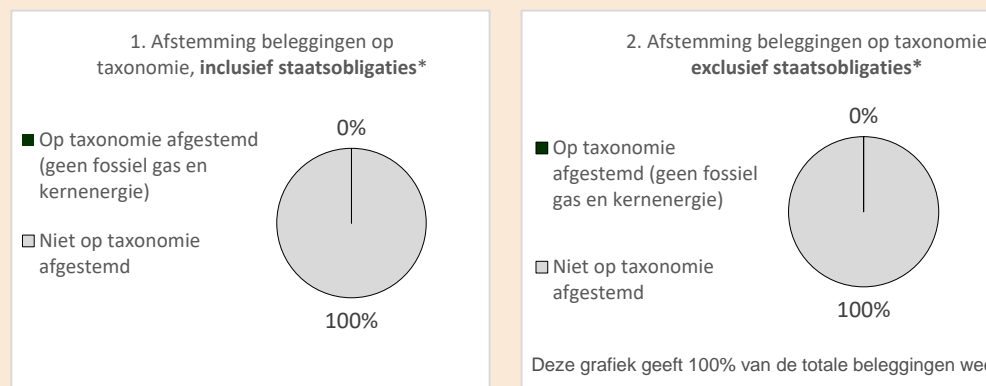 1. Afstemming beleggingen op
taxonomie, inclusief staatsobligaties*
Op taxonomie afgestemd
(geen fossiel gas en
kernenergie)
Niet op taxonomie
afgestemd
0%
100%
2. Afstemming beleggingen op taxonomie
exclusief staatsobligaties*
Op taxonomie
afgestemd (geen fossiel
gas en kernenergie)
Niet op taxonomie
afgestemd
0%
100%
Deze grafiek geeft 100% van de totale beleggingen